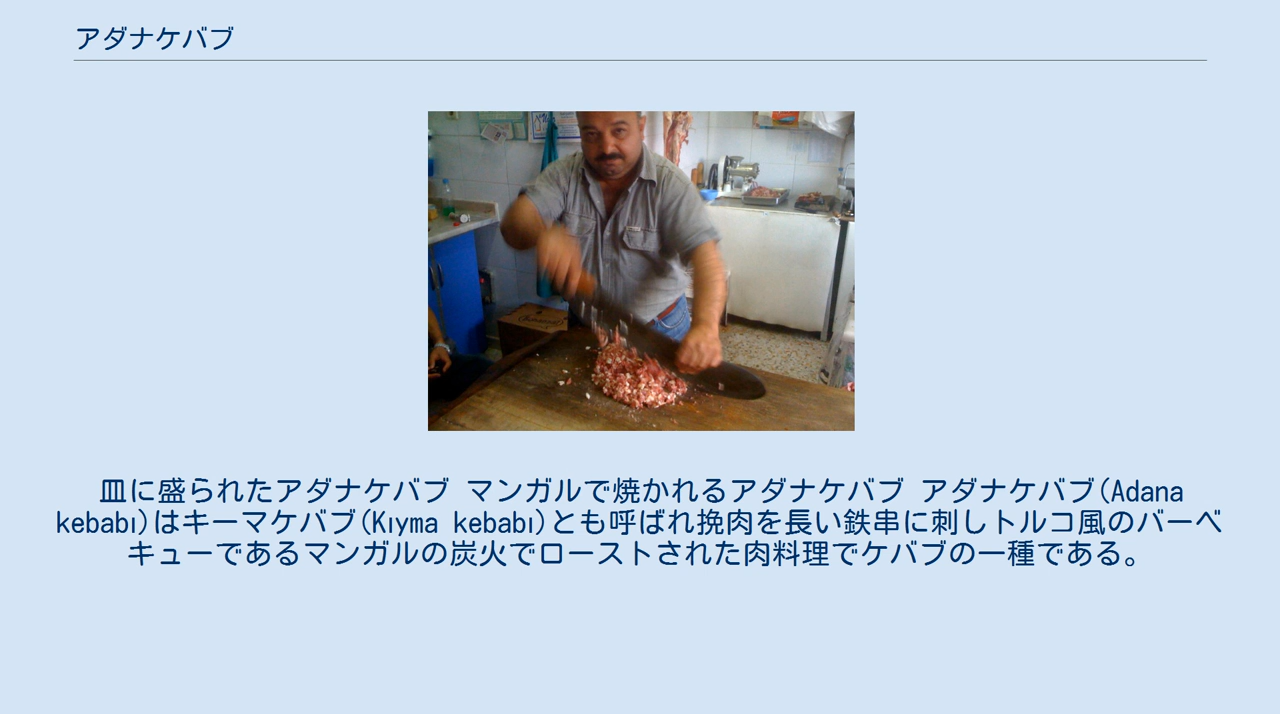 アダナケバブ
皿に盛られたアダナケバブ マンガルで焼かれるアダナケバブ アダナケバブ(Adana
kebabı)はキーマケバブ(Kıyma kebabı)とも呼ばれ挽肉を長い鉄串に刺しトルコ風のバーベ
キューであるマンガルの炭火でローストされた肉料理でケバブの一種である。